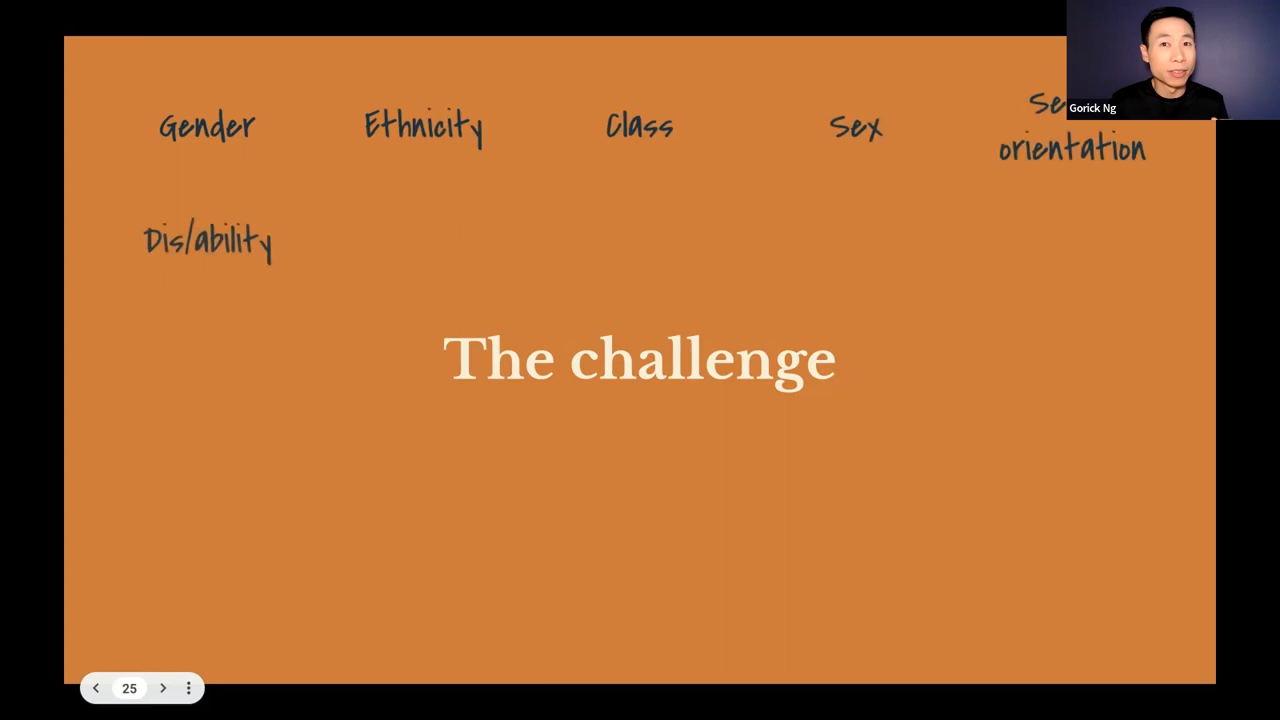 Gorick Ng
Gender Ethnicity Class Sex
orientation
Dis/ability
The challenge
25